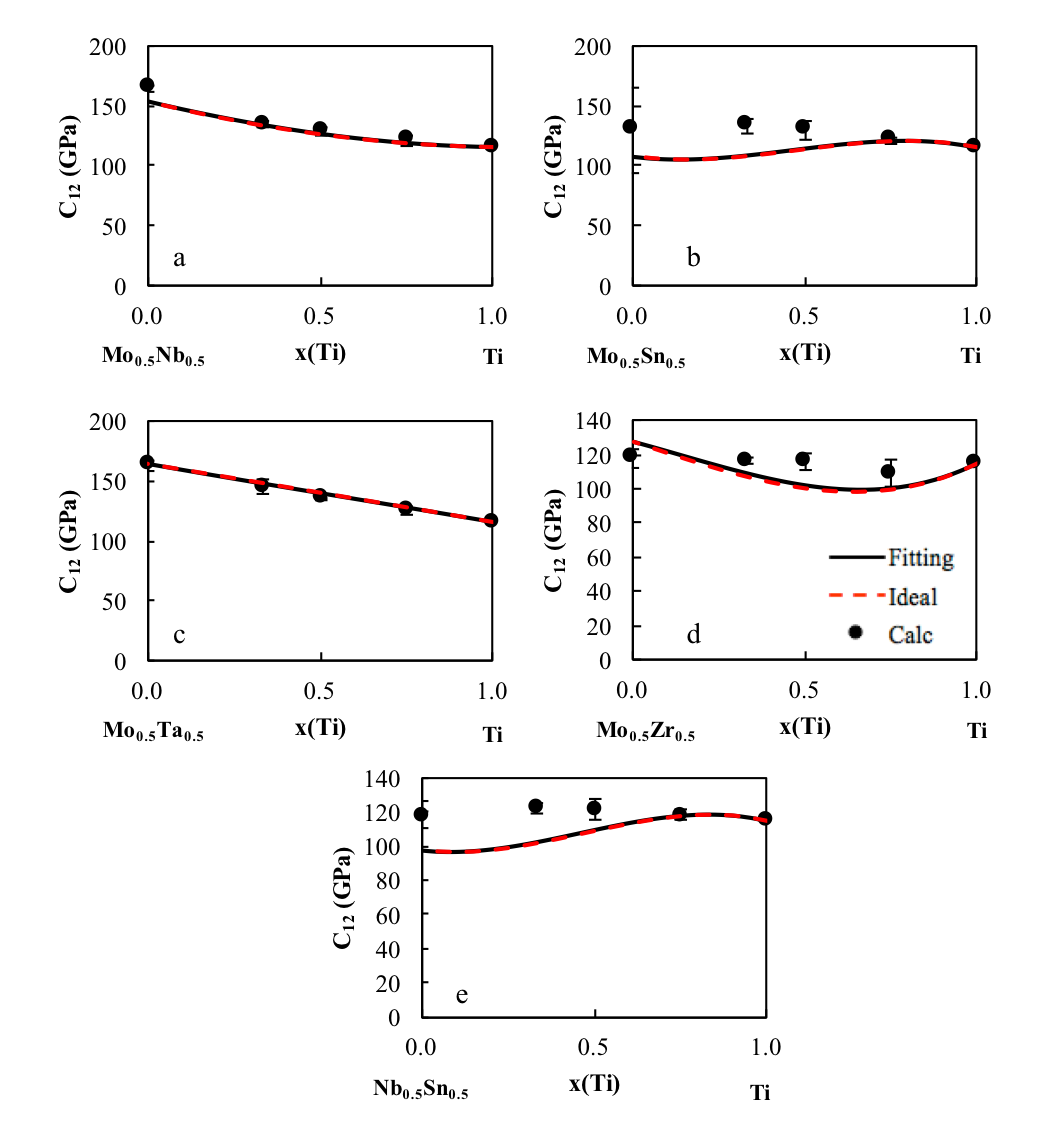 200
150
100
50
0
C₁₂ (GPa)
a
0.0 0.5 1.0
Mo₀.₅Nb₀.₅ x(Ti) Ti
200
150
100
50
0
C₁₂ (GPa)
b
0.0 0.5 1.0
Mo₀.₅Sn₀.₅ x(Ti) Ti
200
150
100
50
0
C₁₂ (GPa)
c
0.0 0.5 1.0
Mo₀.₅Ta₀.₅ x(Ti) Ti
140
120
100
80
60
40
20
0
C₁₂ (GPa)
Fitting
Ideal
Calc
d
0.0 0.5 1.0
Mo₀.₅Zr₀.₅ x(Ti) Ti
140
120
100
80
60
40
20
0
C₁₂ (GPa)
e
0.0 0.5 1.0
Nb₀.₅Sn₀.₅ x(Ti) Ti